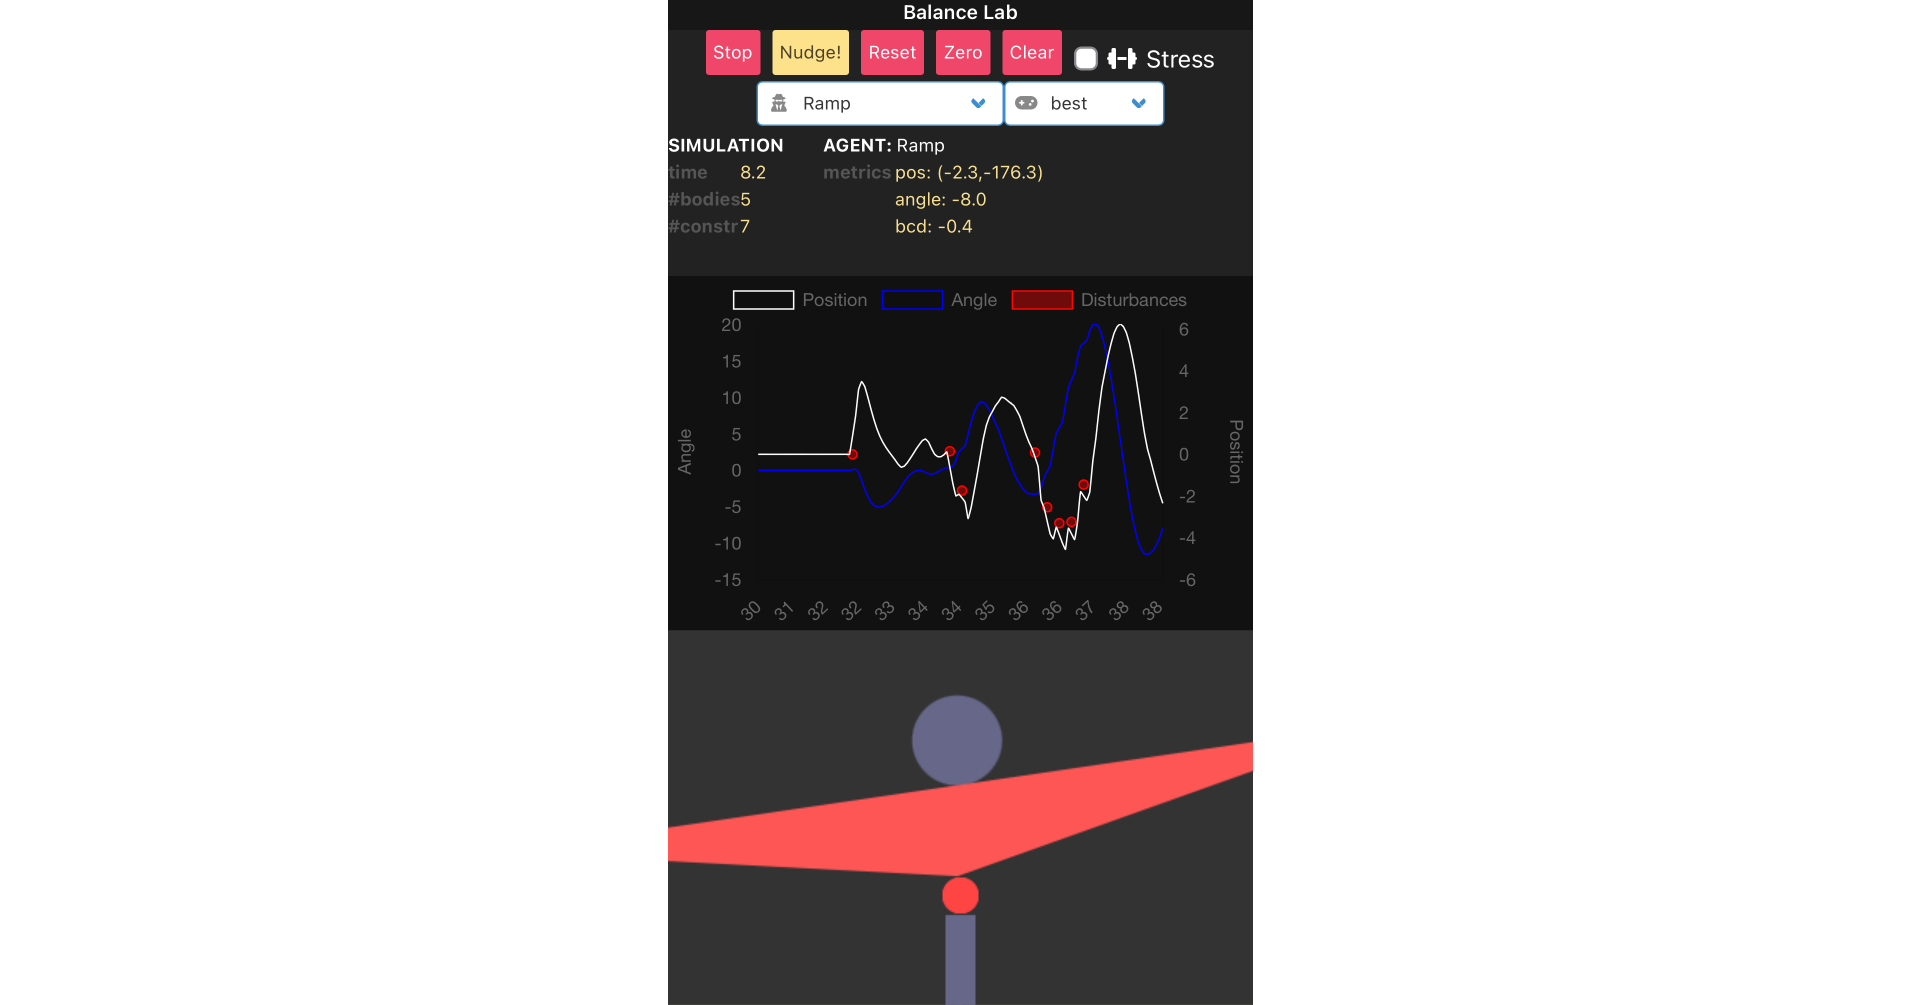 Balance Lab
Stop Nudge! Reset Zero Clear Stress
Ramp best
SIMULATION AGENT: Ramp
time 8.2 metrics pos: (-2.3,-176.3)
#bodies 5 angle: -8.0
#constr 7 bcd: -0.4
Position Angle Disturbances
20 6
15 4
10 2
5 0
0 -2
-5 -4
-10 -6
-15
Angle
Position
30 31 32 32 33 34 34 35 36 36 37 38 38